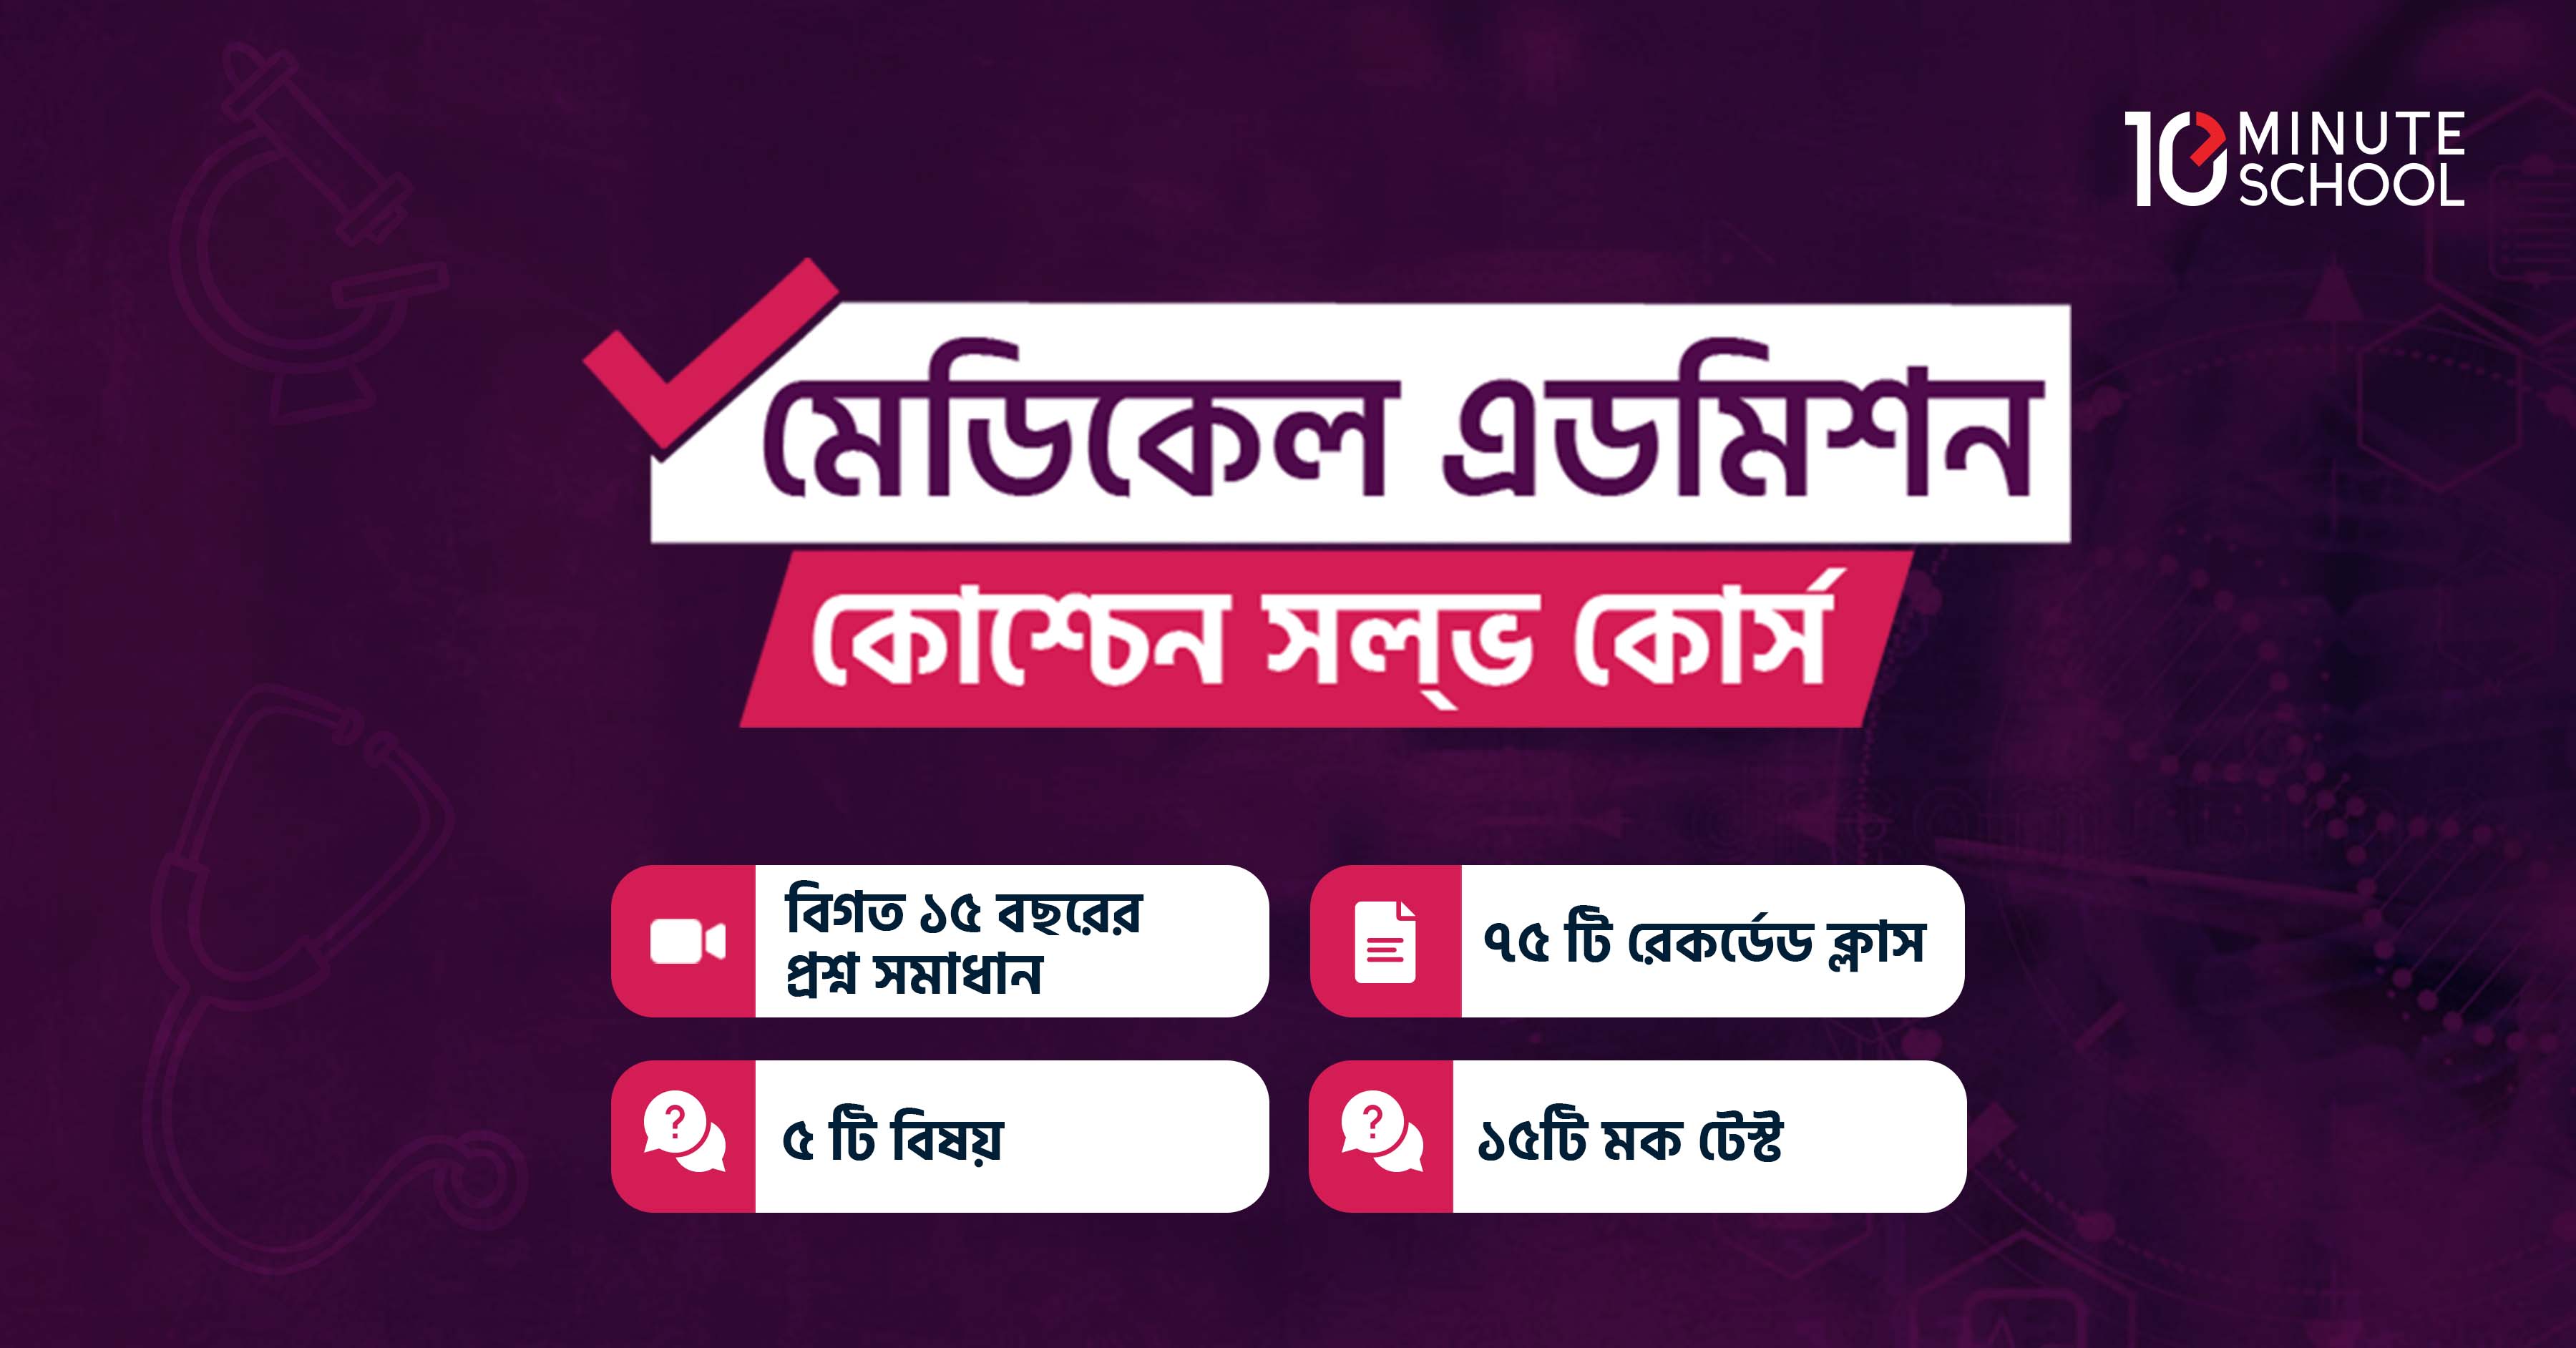 10 MINUTE
SCHOOL
মেডিকেল এডমিশন
কোশ্চেন সল্‌ভ কোর্স
বিগত ১৫ বছরের
প্রশ্ন সমাধান
৭৫ টি রেকর্ডেড ক্লাস
৫ টি বিষয়
১৫টি মক টেস্ট